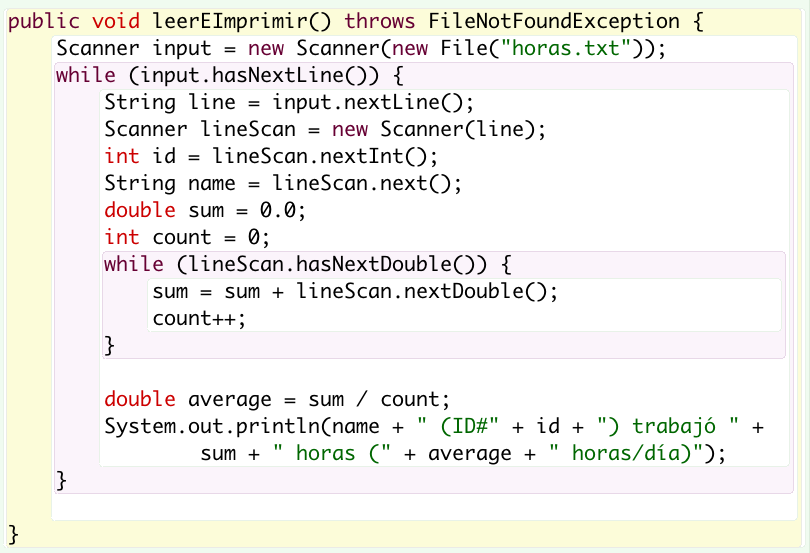 public void leerEImprimir() throws FileNotFoundException {
    Scanner input = new Scanner(new File("horas.txt"));
    while (input.hasNextLine()) {
        String line = input.nextLine();
        Scanner lineScan = new Scanner(line);
        int id = lineScan.nextInt();
        String name = lineScan.next();
        double sum = 0.0;
        int count = 0;
        while (lineScan.hasNextDouble()) {
            sum = sum + lineScan.nextDouble();
            count++;
        }
        double average = sum / count;
        System.out.println(name + " (ID#" + id + ") trabajó " +
                sum + " horas (" + average + " horas/día)");
    }
}